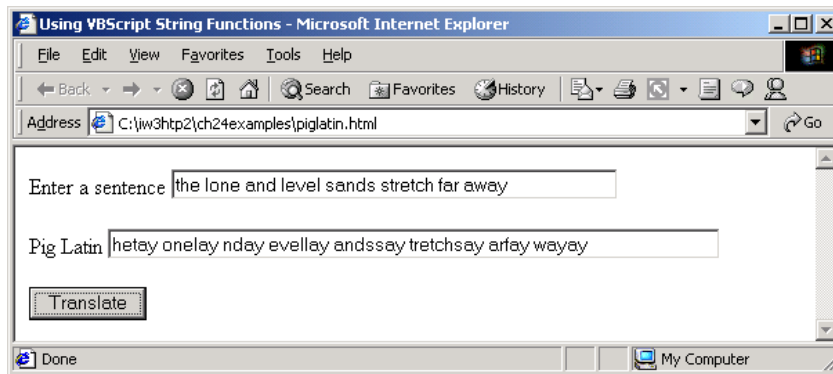 Using VBScript String Functions - Microsoft Internet Explorer
File Edit View Favorites Tools Help
Back Search Favorites History
Address C:\iw3htp2\ch24examples\piglatin.html Go
Enter a sentence the lone and level sands stretch far away
Pig Latin hetay onelay nday evellay andssay tretchsay arfay wayay
Translate
Done My Computer